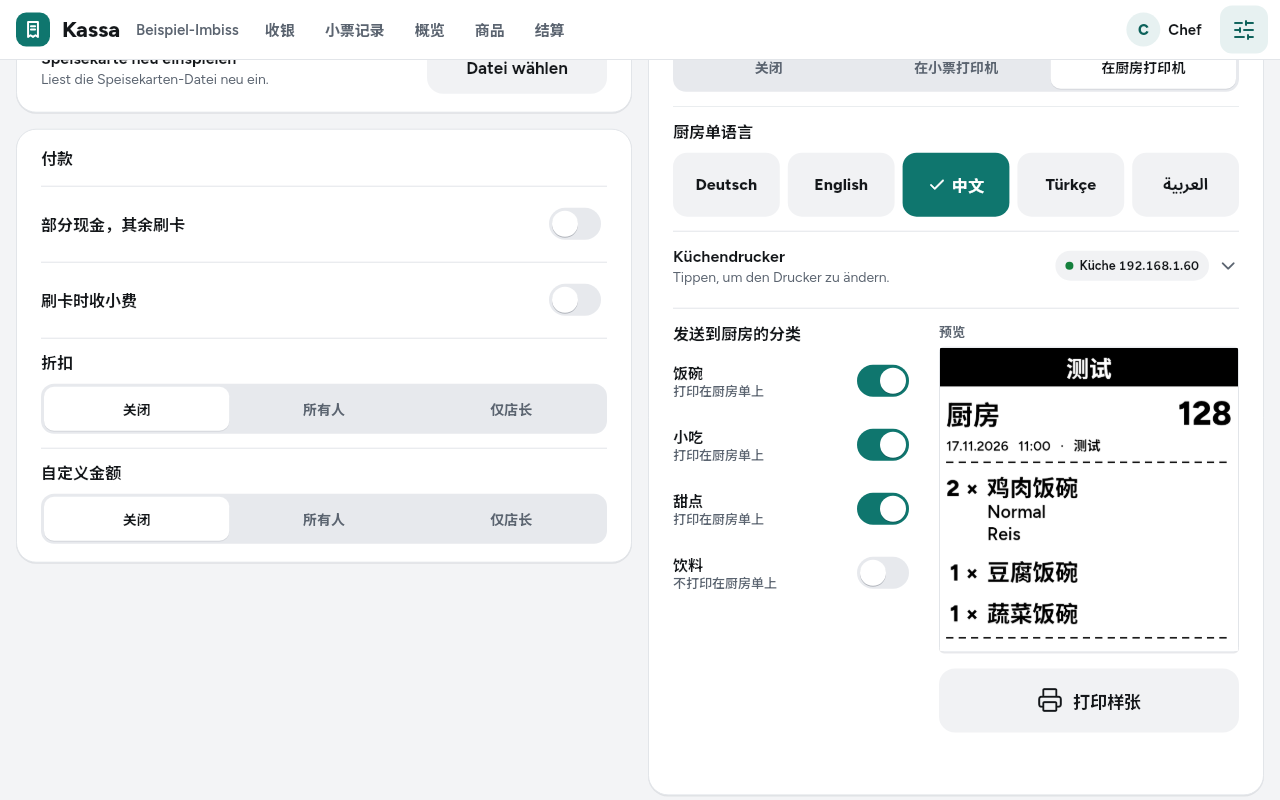 Kassa
Beispiel-Imbiss
收银
小票记录
概览
商品
结算
C
Chef
Speisekarte neu einspielen
Liest die Speisekarten-Datei neu ein.
Datei wählen
付款
部分现金，其余刷卡
刷卡时收小费
折扣
关闭
所有人
仅店长
自定义金额
关闭
所有人
仅店长
关闭
在小票打印机
在厨房打印机
厨房单语言
Deutsch
English
中文
Türkçe
العربية
Küchendrucker
Tippen, um den Drucker zu ändern.
Küche 192.168.1.60
发送到厨房的分类
饭碗
打印在厨房单上
小吃
打印在厨房单上
甜点
打印在厨房单上
饮料
不打印在厨房单上
预览
测试
厨房 128
17.11.2026 11:00 · 测试
2 × 鸡肉饭碗
Normal
Reis
1 × 豆腐饭碗
1 × 蔬菜饭碗
打印样张